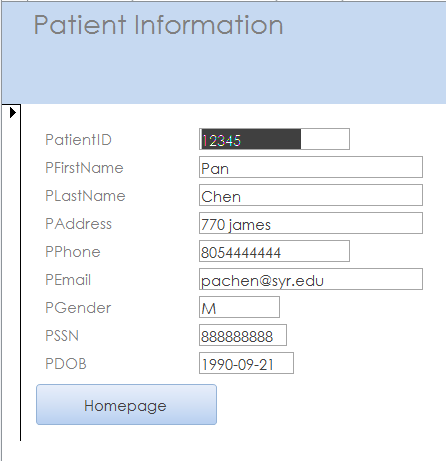 Patient Information
PatientID 12345
PFirstName Pan
PLastName Chen
PAddress 770 james
PPhone 8054444444
PEmail pachen@syr.edu
PGender M
PSSN 888888888
PDOB 1990-09-21
Homepage